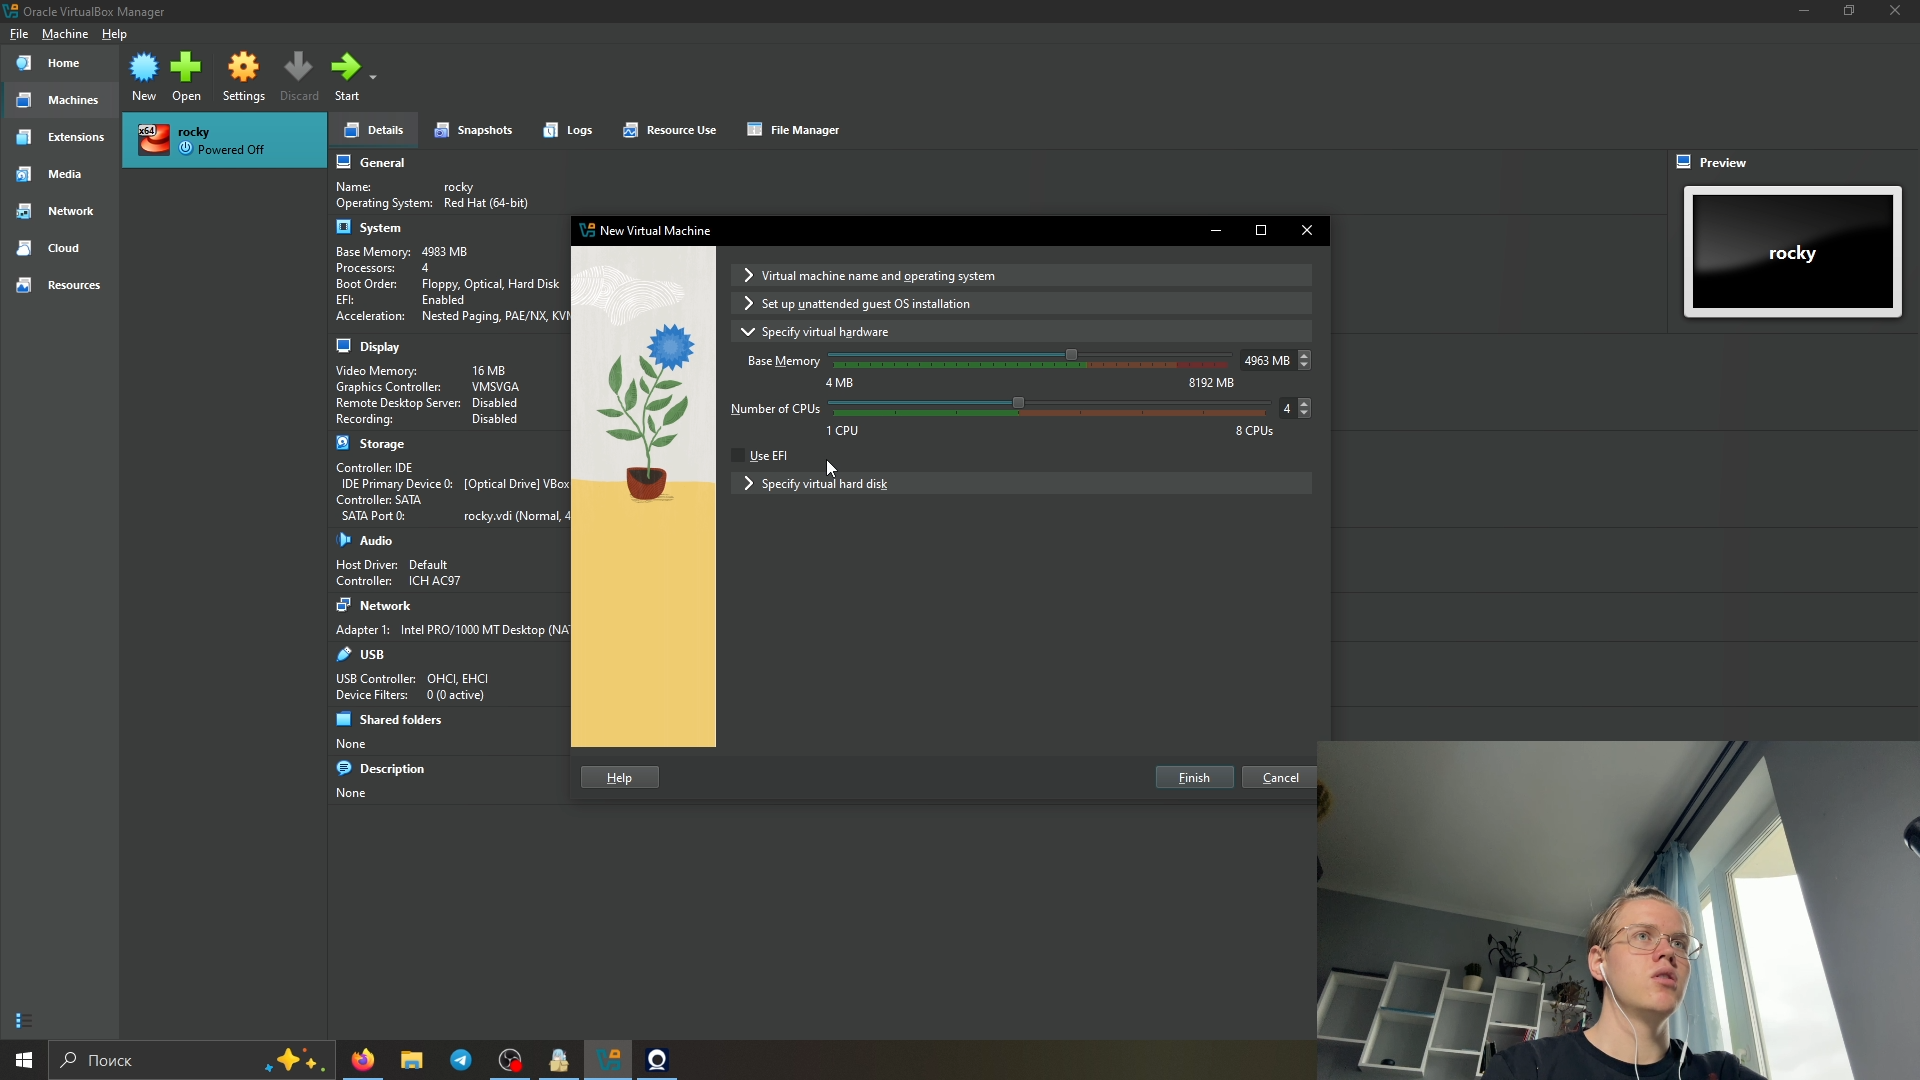 Oracle VirtualBox Manager
File Machine Help
Home
Machines
Extensions
Media
Network
Cloud
Resources
New Open Settings Discard Start
x64
rocky
Powered Off
Details Snapshots Logs Resource Use File Manager
General
Name: rocky
Operating System: Red Hat (64-bit)
System
Base Memory: 4983 MB
Processors: 4
Boot Order: Floppy, Optical, Hard Disk
EFI: Enabled
Acceleration: Nested Paging, PAE/NX, KVM
Display
Video Memory: 16 MB
Graphics Controller: VMSVGA
Remote Desktop Server: Disabled
Recording: Disabled
Storage
Controller: IDE
IDE Primary Device 0: [Optical Drive] VBox
Controller: SATA
SATA Port 0: rocky.vdi (Normal, 4
Audio
Host Driver: Default
Controller: ICH AC97
Network
Adapter 1: Intel PRO/1000 MT Desktop (NAT
USB
USB Controller: OHCI, EHCI
Device Filters: 0 (0 active)
Shared folders
None
Description
None
Preview
rocky
New Virtual Machine
Virtual machine name and operating system
Set up unattended guest OS installation
Specify virtual hardware
Base Memory 4963 MB
4 MB 8192 MB
Number of CPUs 4
1 CPU 8 CPUs
Use EFI
Specify virtual hard disk
Help Finish Cancel
Поиск